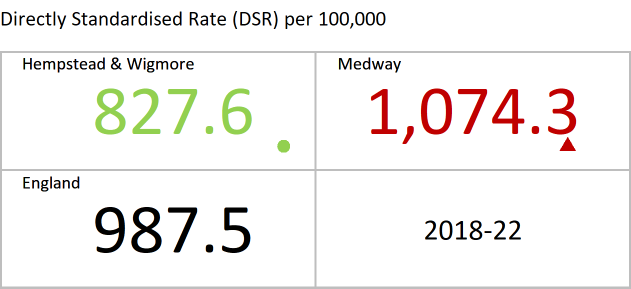 Directly Standardised Rate (DSR) per 100,000
Hempstead & Wigmore
827.6
Medway
1,074.3
England
987.5
2018-22